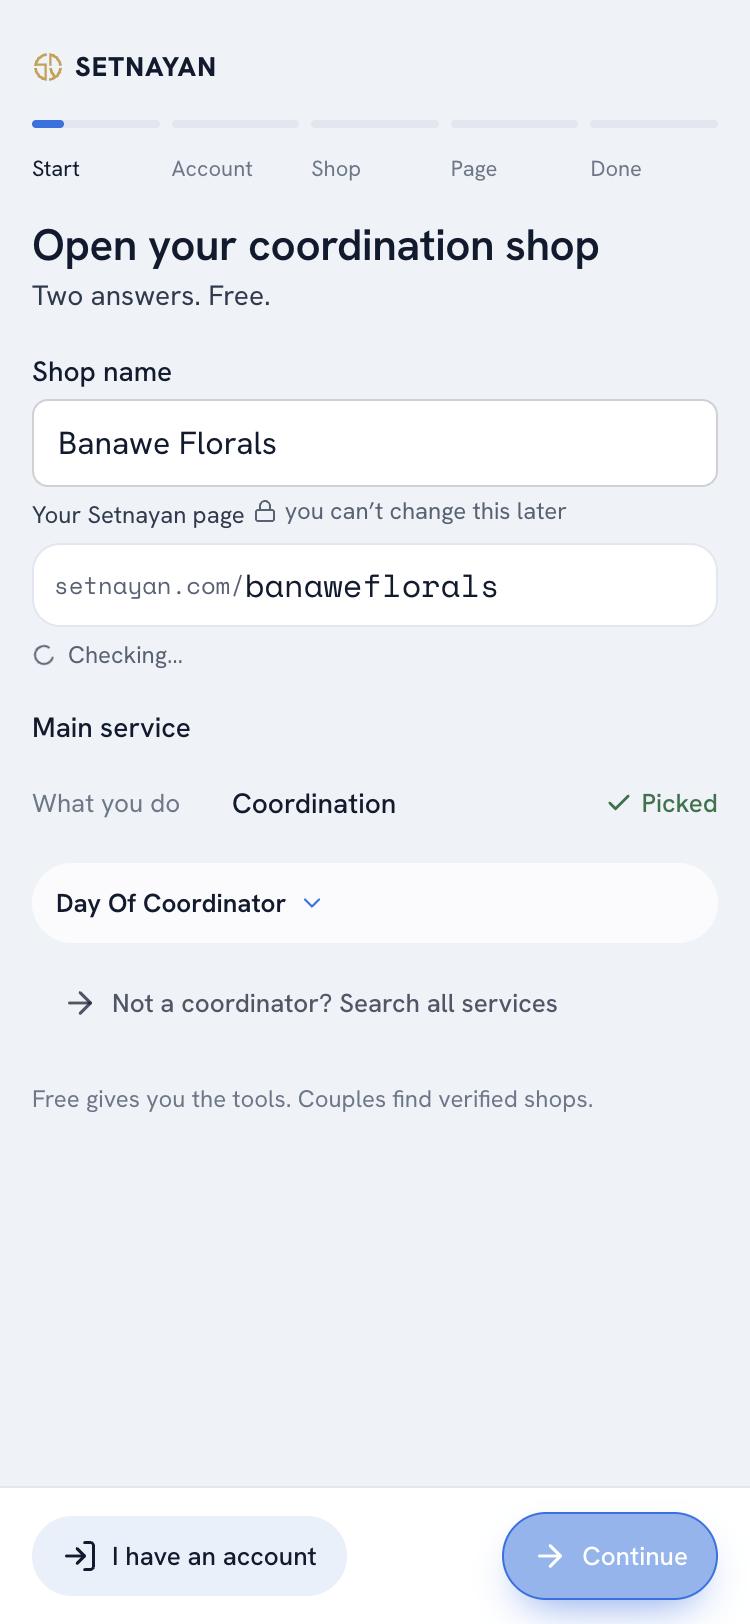 SETNAYAN
Start Account Shop Page Done
Open your coordination shop
Two answers. Free.
Shop name
Banawe Florals
Your Setnayan page you can’t change this later
setnayan.com/banaweflorals
Checking…
Main service
What you do Coordination Picked
Day Of Coordinator
Not a coordinator? Search all services
Free gives you the tools. Couples find verified shops.
I have an account Continue